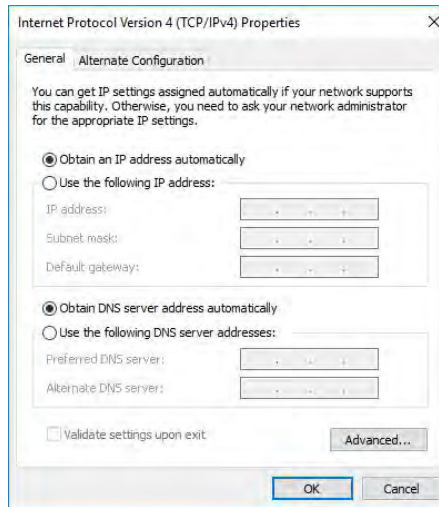 Internet Protocol Version 4 (TCP/IPv4) Properties
General
Alternate Configuration
You can get IP settings assigned automatically if your network supports
this capability. Otherwise, you need to ask your network administrator
for the appropriate IP settings.
Obtain an IP address automatically
Use the following IP address:
IP address:
Subnet mask:
Default gateway:
Obtain DNS server address automatically
Use the following DNS server addresses:
Preferred DNS server:
Alternate DNS server:
Validate settings upon exit
Advanced...
OK
Cancel